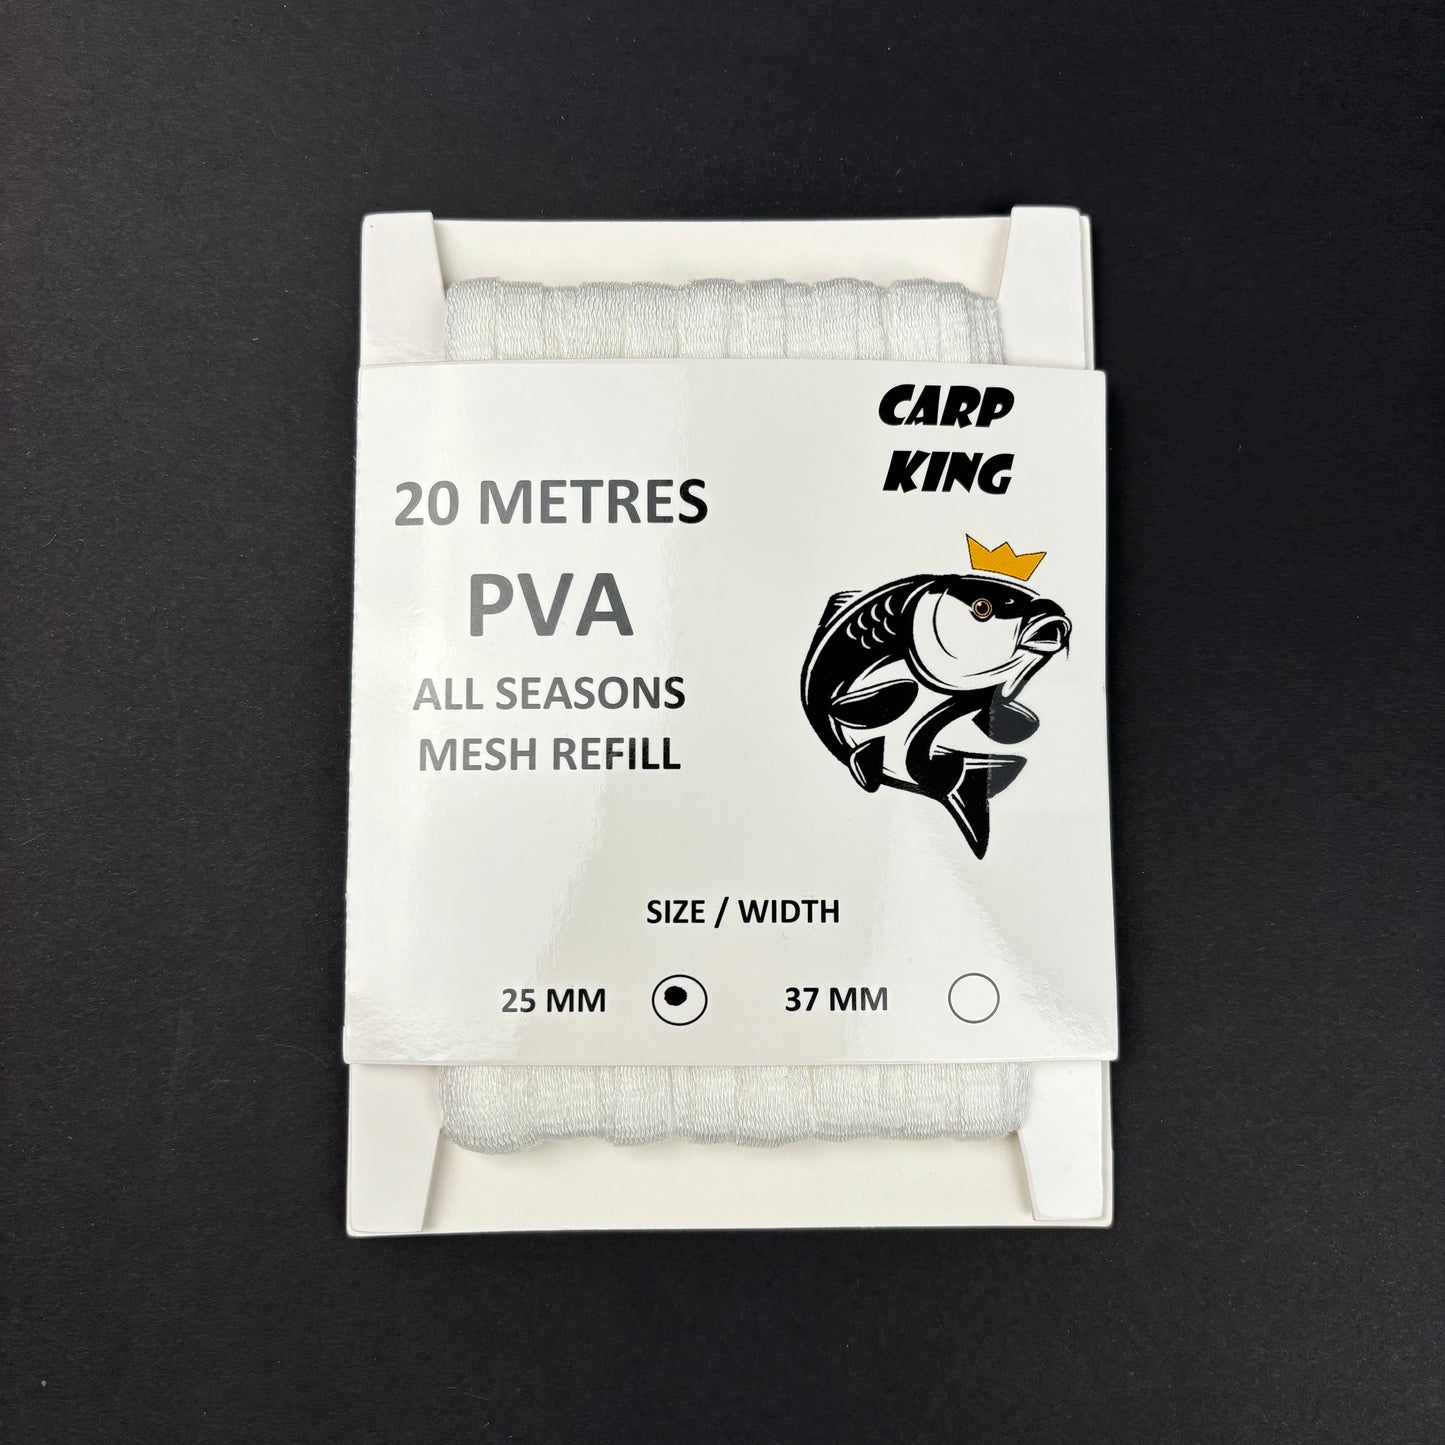 CARP
KING
20 METRES
PVA
ALL SEASONS
MESH REFILL
SIZE / WIDTH
25 MM 37 MM